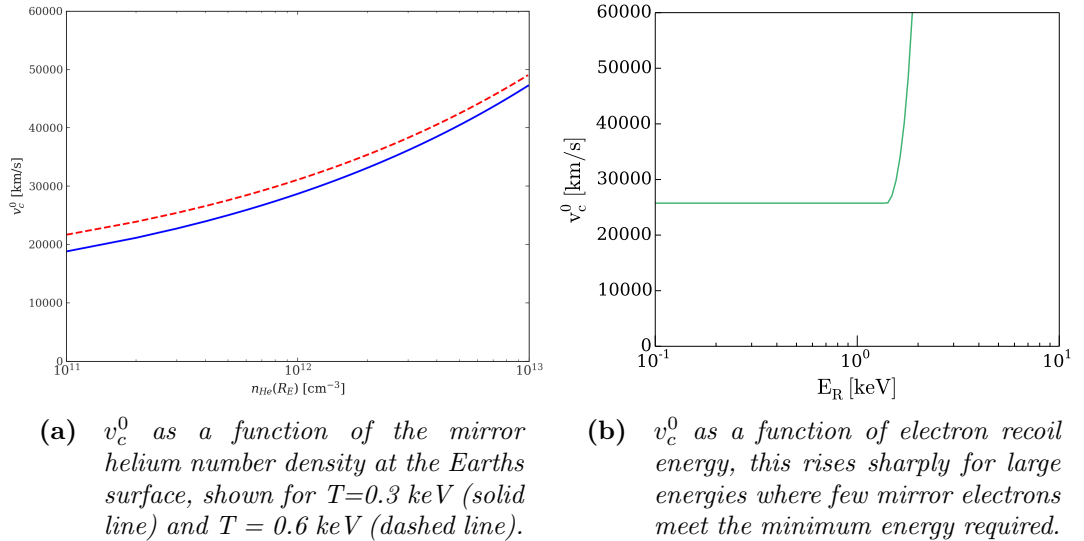 60000
50000
40000
30000
20000
10000
0
v_c^0 [km/s]
10^11
10^12
10^13
n_He(R_E) [cm^−3]
60000
50000
40000
30000
20000
10000
0
v_c^0 [km/s]
10^-1
10^0
10^1
E_R [keV]
(a) v_c^0 as a function of the mirror
helium number density at the Earths
surface, shown for T=0.3 keV (solid
line) and T = 0.6 keV (dashed line).
(b) v_c^0 as a function of electron recoil
energy, this rises sharply for large
energies where few mirror electrons
meet the minimum energy required.